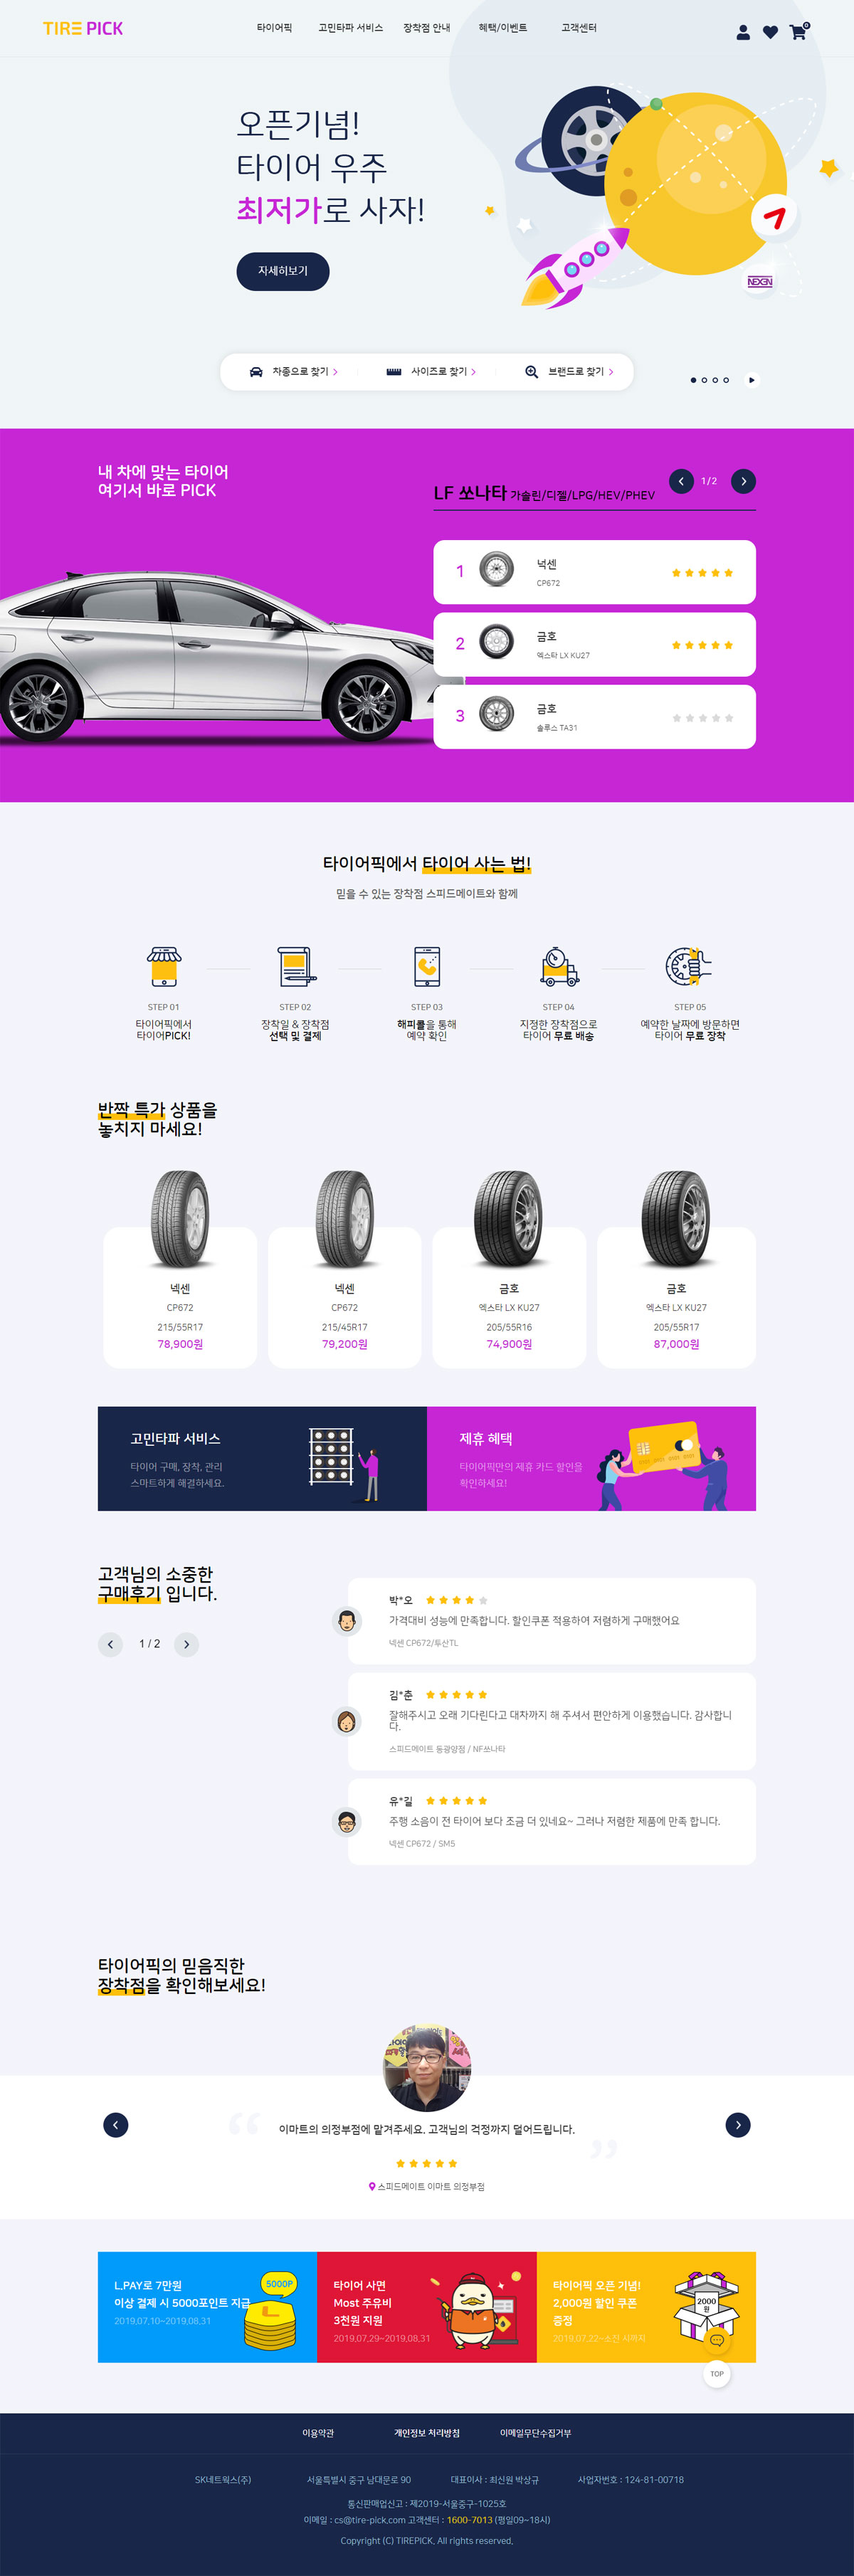 TIRE PICK
타이어픽
고민타파 서비스
장착점 안내
혜택/이벤트
고객센터
0
오픈기념!
타이어 우주
최저가로 사자!
자세히보기
NEXEN
차종으로 찾기
사이즈로 찾기
브랜드로 찾기
내 차에 맞는 타이어
여기서 바로 PICK
LF 쏘나타 가솔린/디젤/LPG/HEV/PHEV
1/2
1
넥센
CP672
2
금호
엑스타 LX KU27
3
금호
솔루스 TA31
타이어픽에서 타이어 사는 법!
믿을 수 있는 장착점 스피드메이트와 함께
STEP 01
타이어픽에서
타이어PICK!
STEP 02
장착일 & 장착점
선택 및 결제
STEP 03
해피콜을 통해
예약 확인
STEP 04
지정한 장착점으로
타이어 무료 배송
STEP 05
예약한 날짜에 방문하면
타이어 무료 장착
반짝 특가 상품을
놓치지 마세요!
넥센
CP672
215/55R17
78,900원
넥센
CP672
215/45R17
79,200원
금호
엑스타 LX KU27
205/55R16
74,900원
금호
엑스타 LX KU27
205/55R17
87,000원
고민타파 서비스
타이어 구매, 장착, 관리
스마트하게 해결하세요.
제휴 혜택
타이어픽만의 제휴 카드 할인을
확인하세요!
고객님의 소중한
구매후기 입니다.
1 / 2
박*오
가격대비 성능에 만족합니다. 할인쿠폰 적용하여 저렴하게 구매했어요
넥센 CP672/투산TL
김*춘
잘해주시고 오래 기다린다고 대차까지 해 주셔서 편안하게 이용했습니다. 감사합니
다.
스피드메이트 동광양점 / NF쏘나타
유*길
주행 소음이 전 타이어 보다 조금 더 있네요~ 그러나 저렴한 제품에 만족 합니다.
넥센 CP672 / SM5
타이어픽의 믿음직한
장착점을 확인해보세요!
“
이마트의 의정부점에 맡겨주세요. 고객님의 걱정까지 덜어드립니다.
”
스피드메이트 이마트 의정부점
L.PAY로 7만원
이상 결제 시 5000포인트 지급
2019.07.10~2019.08.31
5000P
타이어 사면
Most 주유비
3천원 지원
2019.07.29~2019.08.31
타이어픽 오픈 기념!
2,000원 할인 쿠폰
증정
2019.07.22~소진 시까지
2000
원
TOP
이용약관
개인정보 처리방침
이메일무단수집거부
SK네트웍스(주)
서울특별시 중구 남대문로 90
대표이사 : 최신원 박상규
사업자번호 : 124-81-00718
통신판매업신고 : 제2019-서울중구-1025호
이메일 : cs@tire-pick.com 고객센터 : 1600-7013 (평일09~18시)
Copyright (C) TIREPICK. All rights reserved.